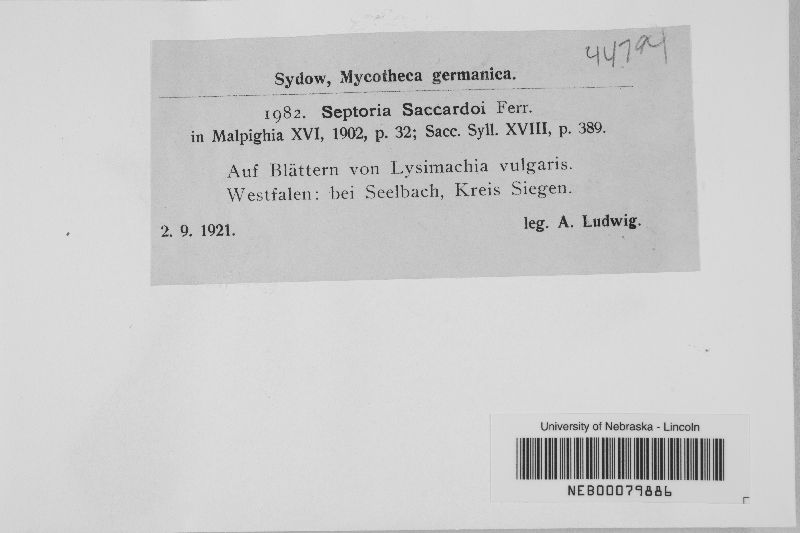 44794
Sydow, Mycotheca germanica.
1982. Septoria Saccardoi Ferr.
in Malpighia XVI, 1902, p. 32; Sacc. Syll. XVIII, p. 389.
Auf Blättern von Lysimachia vulgaris.
Westfalen: bei Seelbach, Kreis Siegen.
2. 9. 1921.
leg. A. Ludwig.
University of Nebraska - Lincoln
NEB00079886